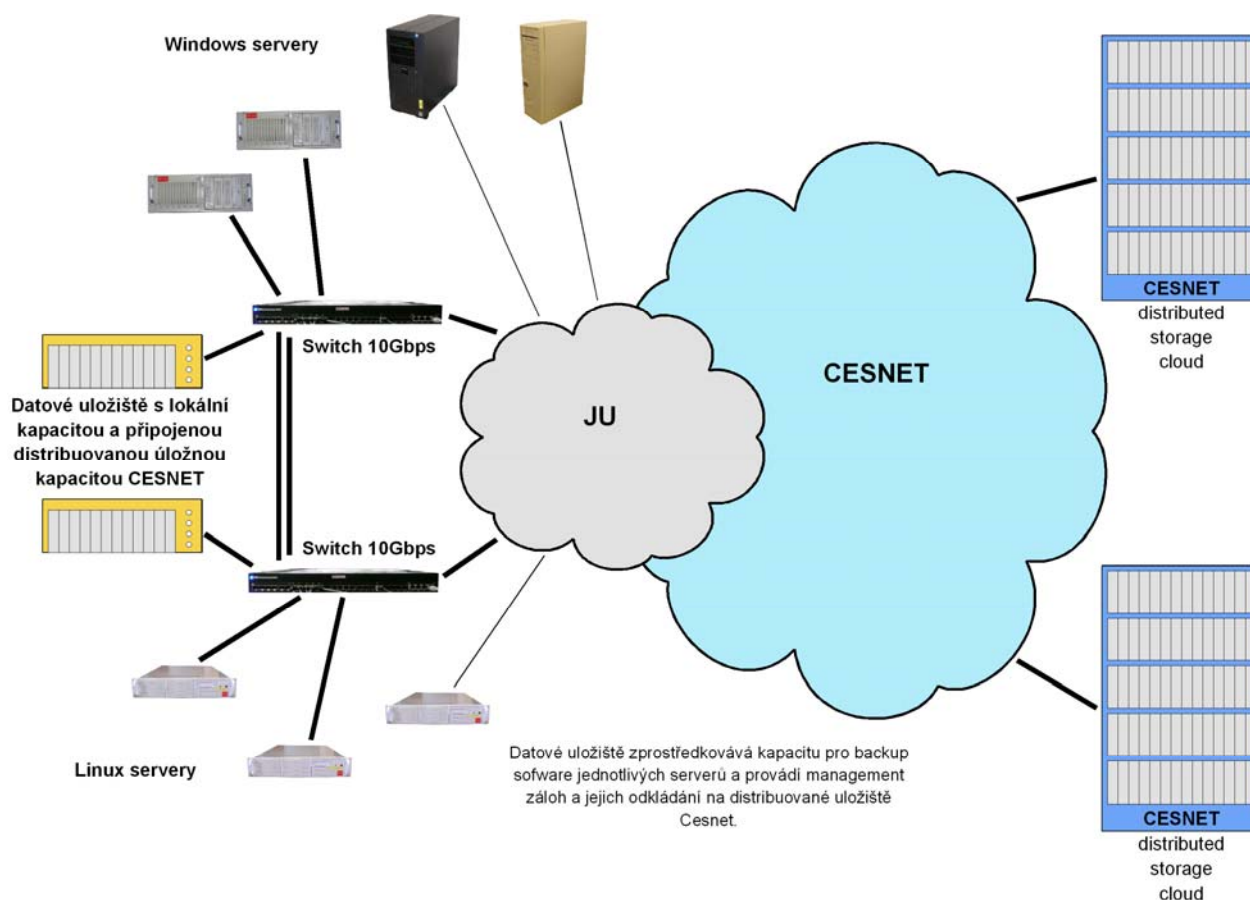 Windows servery
CESNET
distributed
storage
cloud
Switch 10Gbps
CESNET
JU
Datové uložiště s lokální
kapacitou a připojenou
distribuovanou úložnou
kapacitou CESNET
Switch 10Gbps
Linux servery
Datové uložiště zprostředkovává kapacitu pro backup
sofware jednotlivých serverů a provádí management
záloh a jejich odkládání na distribuované uložiště
Cesnet.
CESNET
distributed
storage
cloud